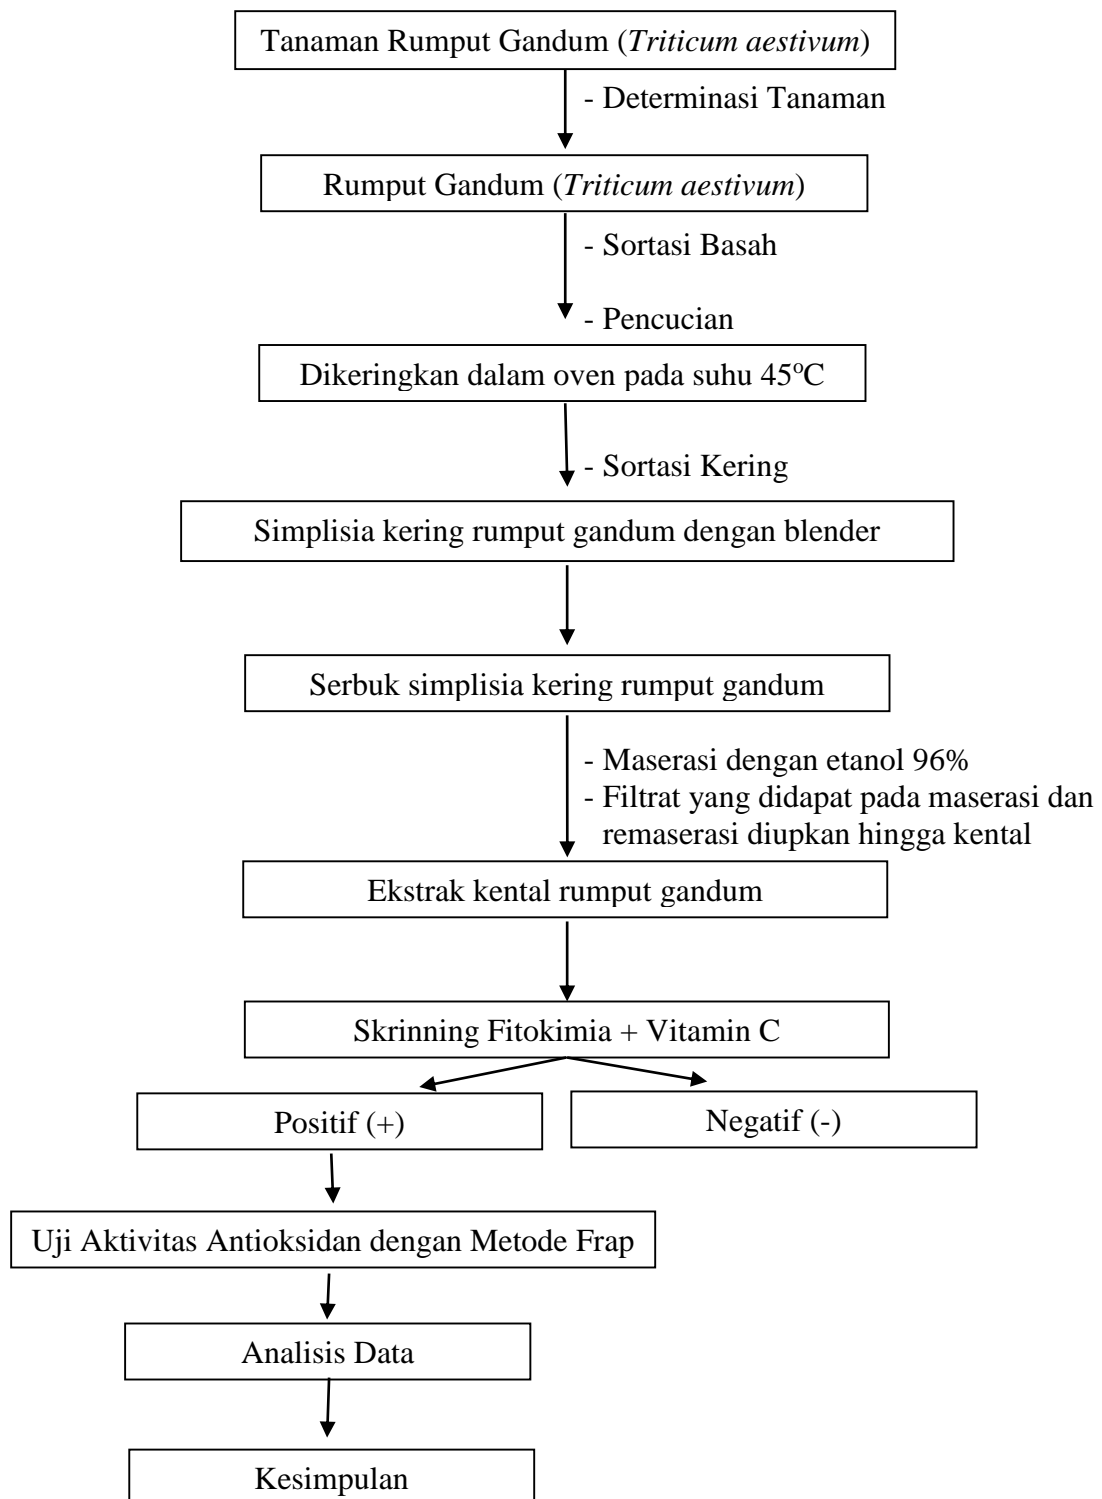 Tanaman Rumput Gandum (Triticum aestivum)
- Determinasi Tanaman
Rumput Gandum (Triticum aestivum)
- Sortasi Basah
- Pencucian
Dikeringkan dalam oven pada suhu 45ºC
- Sortasi Kering
Simplisia kering rumput gandum dengan blender
Serbuk simplisia kering rumput gandum
- Maserasi dengan etanol 96%
- Filtrat yang didapat pada maserasi dan
remaserasi diupkan hingga kental
Ekstrak kental rumput gandum
Skrinning Fitokimia + Vitamin C
Positif (+)
Negatif (-)
Uji Aktivitas Antioksidan dengan Metode Frap
Analisis Data
Kesimpulan